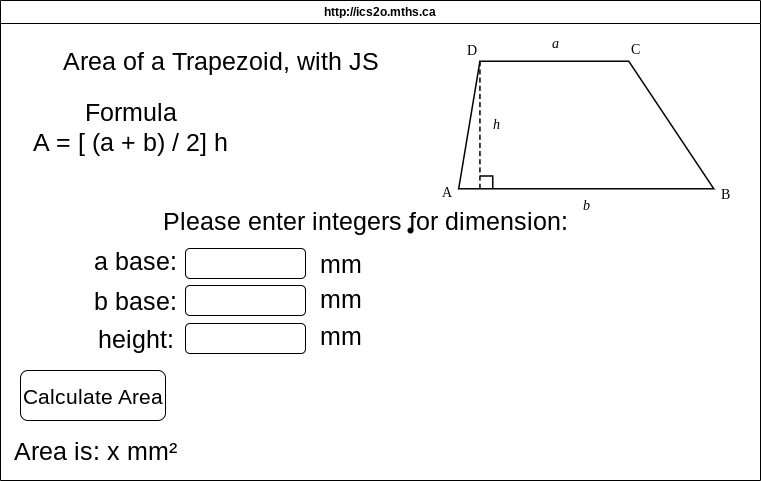 http://ics2o.mths.ca
Area of a Trapezoid, with JS
D a C
Formula
A = [ (a + b) / 2] h
h
A B
b
Please enter integers for dimension:
a base: mm
b base: mm
height: mm
Calculate Area
Area is: x mm²